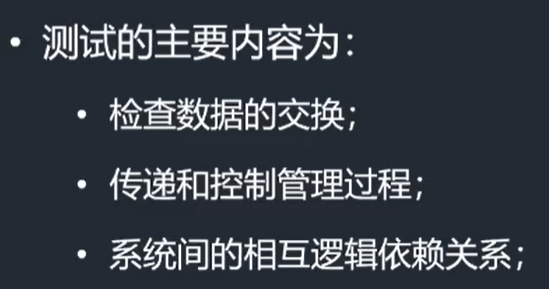 • 测试的主要内容为：
• 检查数据的交换；
• 传递和控制管理过程；
• 系统间的相互逻辑依赖关系；